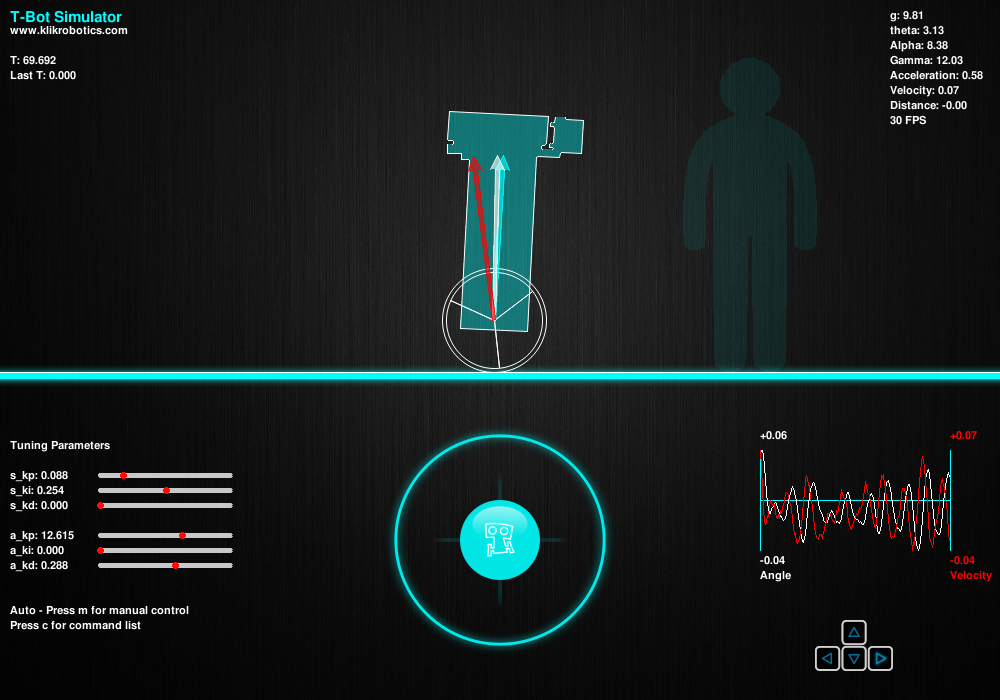 T-Bot Simulator
www.klikrobotics.com
T: 69.692
Last T: 0.000
g: 9.81
theta: 3.13
Alpha: 8.38
Gamma: 12.03
Acceleration: 0.58
Velocity: 0.07
Distance: -0.00
30 FPS
Tuning Parameters
s_kp: 0.088
s_ki: 0.254
s_kd: 0.000
a_kp: 12.615
a_ki: 0.000
a_kd: 0.288
Auto - Press m for manual control
Press c for command list
+0.06
+0.07
-0.04
-0.04
Angle
Velocity